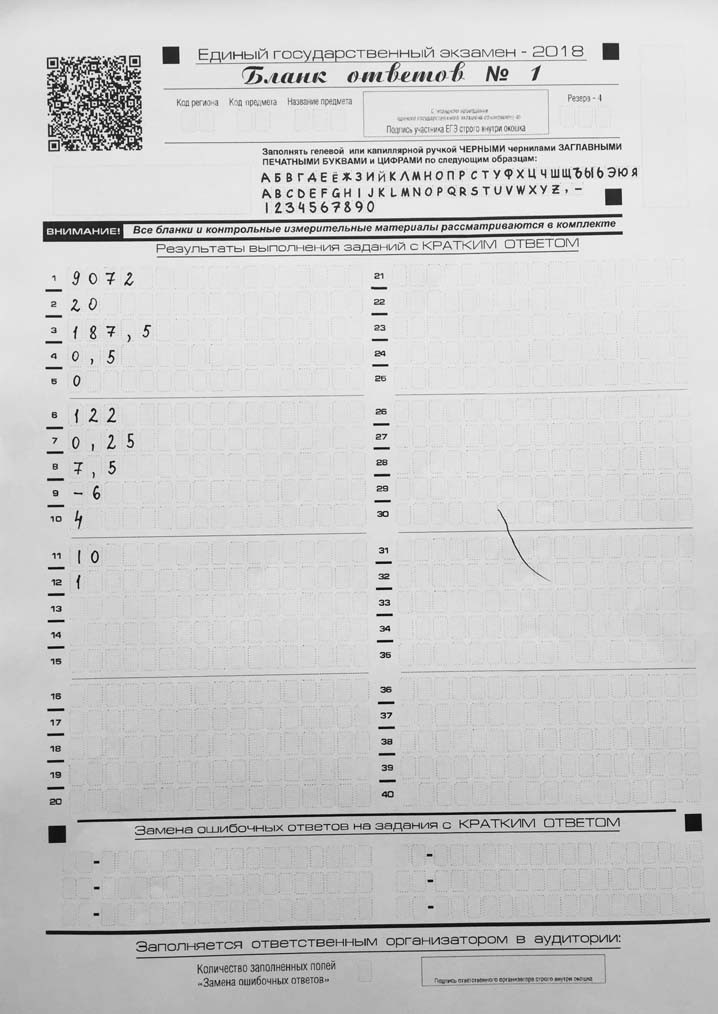 Единый государственный экзамен - 2018
Бланк ответов № 1
Код региона Код предмета Название предмета
Резерв - 4
Подпись участника ЕГЭ строго внутри окошка
Заполнять гелевой или капиллярной ручкой ЧЕРНЫМИ чернилами ЗАГЛАВНЫМИ
ПЕЧАТНЫМИ БУКВАМИ и ЦИФРАМИ по следующим образцам:
А Б В Г Д Е Ё Ж З И Й К Л М Н О П Р С Т У Ф Х Ц Ч Ш Щ Ъ Ы Ь Э Ю Я
A B C D E F G H I J K L M N O P Q R S T U V W X Y Z , -
1 2 3 4 5 6 7 8 9 0
ВНИМАНИЕ! Все бланки и контрольные измерительные материалы рассматриваются в комплекте
Результаты выполнения заданий с КРАТКИМ ОТВЕТОМ
1 9072 21
2 20 22
3 187,5 23
4 0,5 24
5 0 25
6 122 26
7 0,25 27
8 7,5 28
9 -6 29
10 4 30
11 10 31
12 1 32
13 33
14 34
15 35
16 36
17 37
18 38
19 39
20 40
Замена ошибочных ответов на задания с КРАТКИМ ОТВЕТОМ
- -
- -
- -
Заполняется ответственным организатором в аудитории:
Количество заполненных полей
«Замена ошибочных ответов»
Подпись ответственного организатора строго внутри окошка